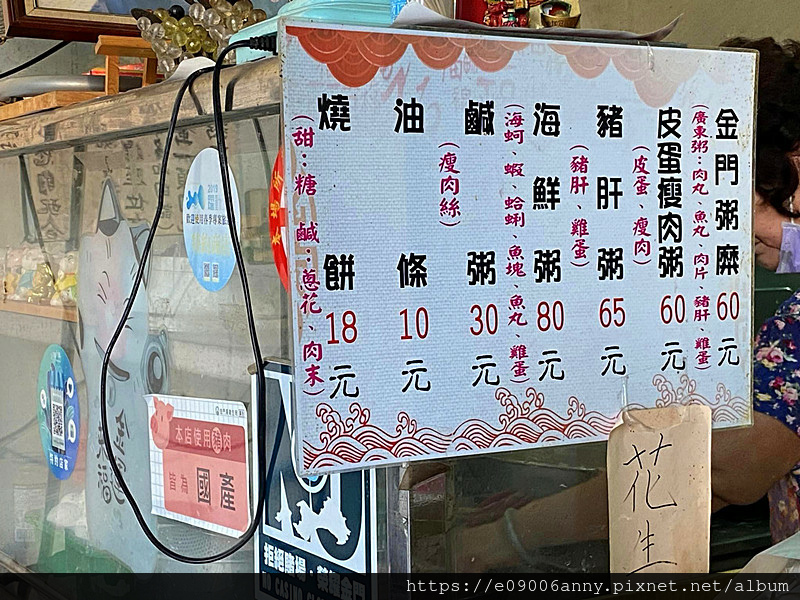 金門粥糜 60元
(廣東粥：肉丸、魚丸、肉片、豬肝、雞蛋)
皮蛋瘦肉粥 60元
(皮蛋、瘦肉)
豬肝粥 65元
(豬肝、雞蛋)
海鮮粥 80元
(海蚵、蝦、蛤蜊、魚塊、魚丸、雞蛋)
鹹粥 30元
(瘦肉絲)
油條 10元
燒餅 18元
(甜：糖 鹹：蔥花、肉末)
花生
本店使用豬肉
皆為國產
拒絕賭場
https://e09006anny.pixnet.net/album